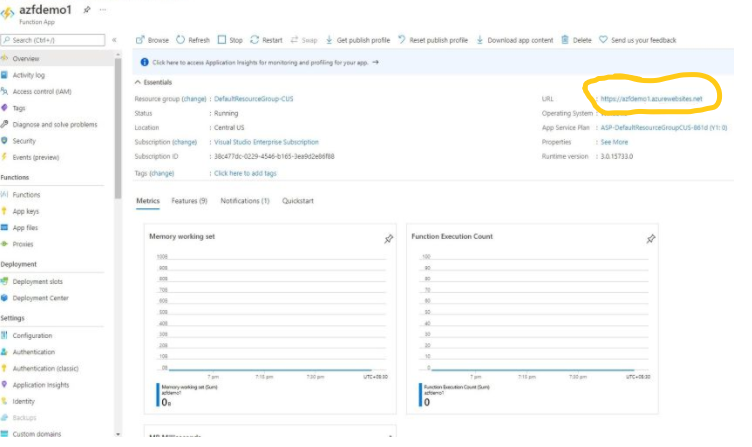 azfdemo1
Function App
Search (Ctrl+/)
Browse Refresh Stop Restart Swap Get publish profile Reset publish profile Download app content Delete Send us your feedback
Overview
Activity log
Access control (IAM)
Tags
Diagnose and solve problems
Security
Events (preview)
Functions
Functions
App keys
App files
Proxies
Deployment
Deployment slots
Deployment Center
Settings
Configuration
Authentication
Authentication (classic)
Application Insights
Identity
Backups
Custom domains
Click here to access Application Insights for monitoring and profiling for your app. →
Essentials
Resource group (change) : DefaultResourceGroup-CUS
Status : Running
Location : Central US
Subscription (change) : Visual Studio Enterprise Subscription
Subscription ID : 38c477dc-0229-4546-b165-3ea9d2e86f88
Tags (change) : Click here to add tags
URL : https://azfdemo1.azurewebsites.net
Operating System :
App Service Plan : ASP-DefaultResourceGroupCUS-861d (Y1: 0)
Properties : See More
Runtime version : 3.0.15733.0
Metrics Features (9) Notifications (1) Quickstart
Memory working set
100B
90B
80B
70B
60B
50B
40B
30B
20B
10B
0B
7 pm 7:15 pm 7:30 pm UTC+05:30
Memory working set (Sum)
azfdemo1
0B
Function Execution Count
100
90
80
70
60
50
40
30
20
10
0
7 pm 7:15 pm 7:30 pm UTC+05:30
Function Execution Count (Sum)
azfdemo1
0
MB Milliseconds